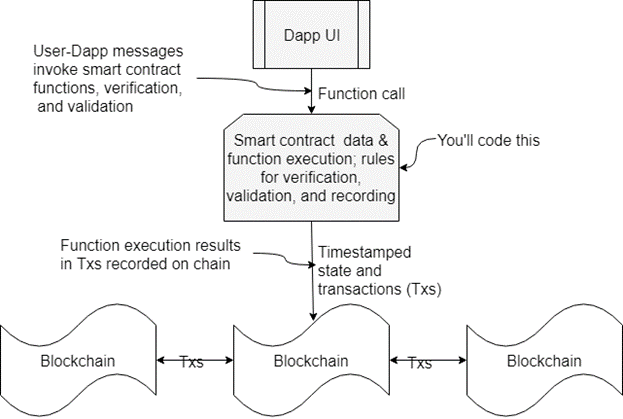 Dapp UI
User-Dapp messages
invoke smart contract
functions, verification,
and validation
Function call
Smart contract data &
function execution; rules
for verification,
validation, and recording
You'll code this
Function execution results
in Txs recorded on chain
Timestamped
state and
transactions (Txs)
Blockchain
Txs
Blockchain
Txs
Blockchain